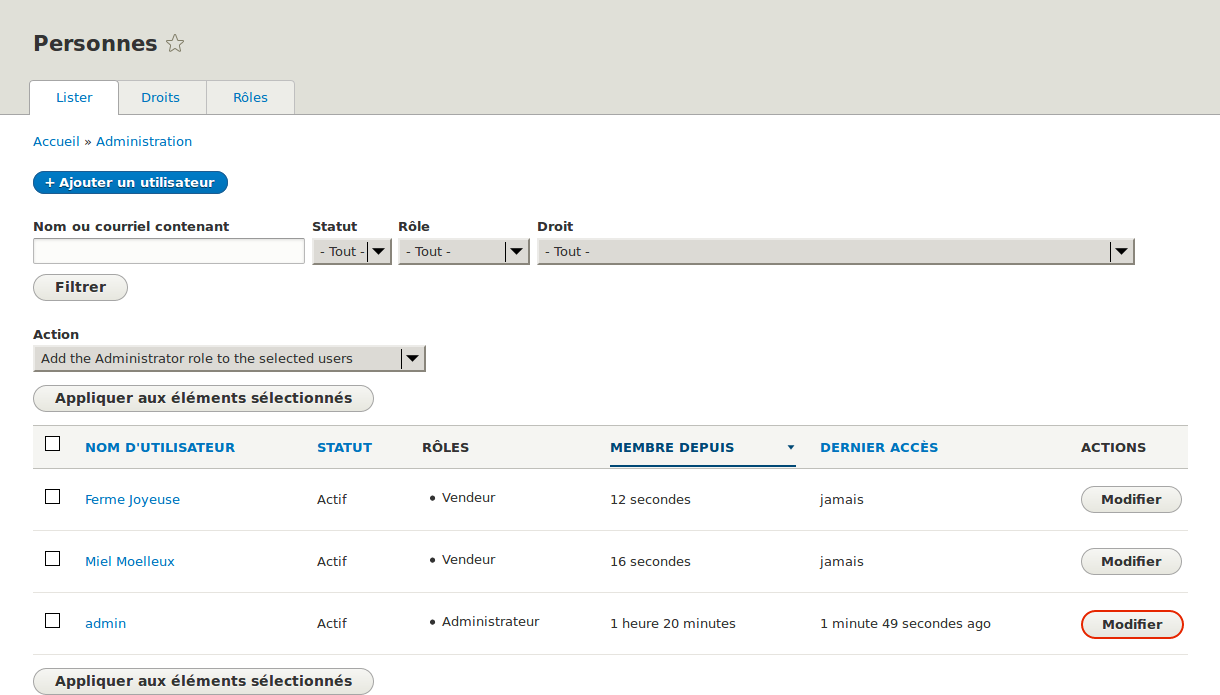 Personnes
Lister Droits Rôles
Accueil » Administration
+ Ajouter un utilisateur
Nom ou courriel contenant Statut Rôle Droit
- Tout - - Tout - - Tout -
Filtrer
Action
Add the Administrator role to the selected users
Appliquer aux éléments sélectionnés
NOM D'UTILISATEUR STATUT RÔLES MEMBRE DEPUIS DERNIER ACCÈS ACTIONS
Ferme Joyeuse Actif • Vendeur 12 secondes jamais Modifier
Miel Moelleux Actif • Vendeur 16 secondes jamais Modifier
admin Actif • Administrateur 1 heure 20 minutes 1 minute 49 secondes ago Modifier
Appliquer aux éléments sélectionnés